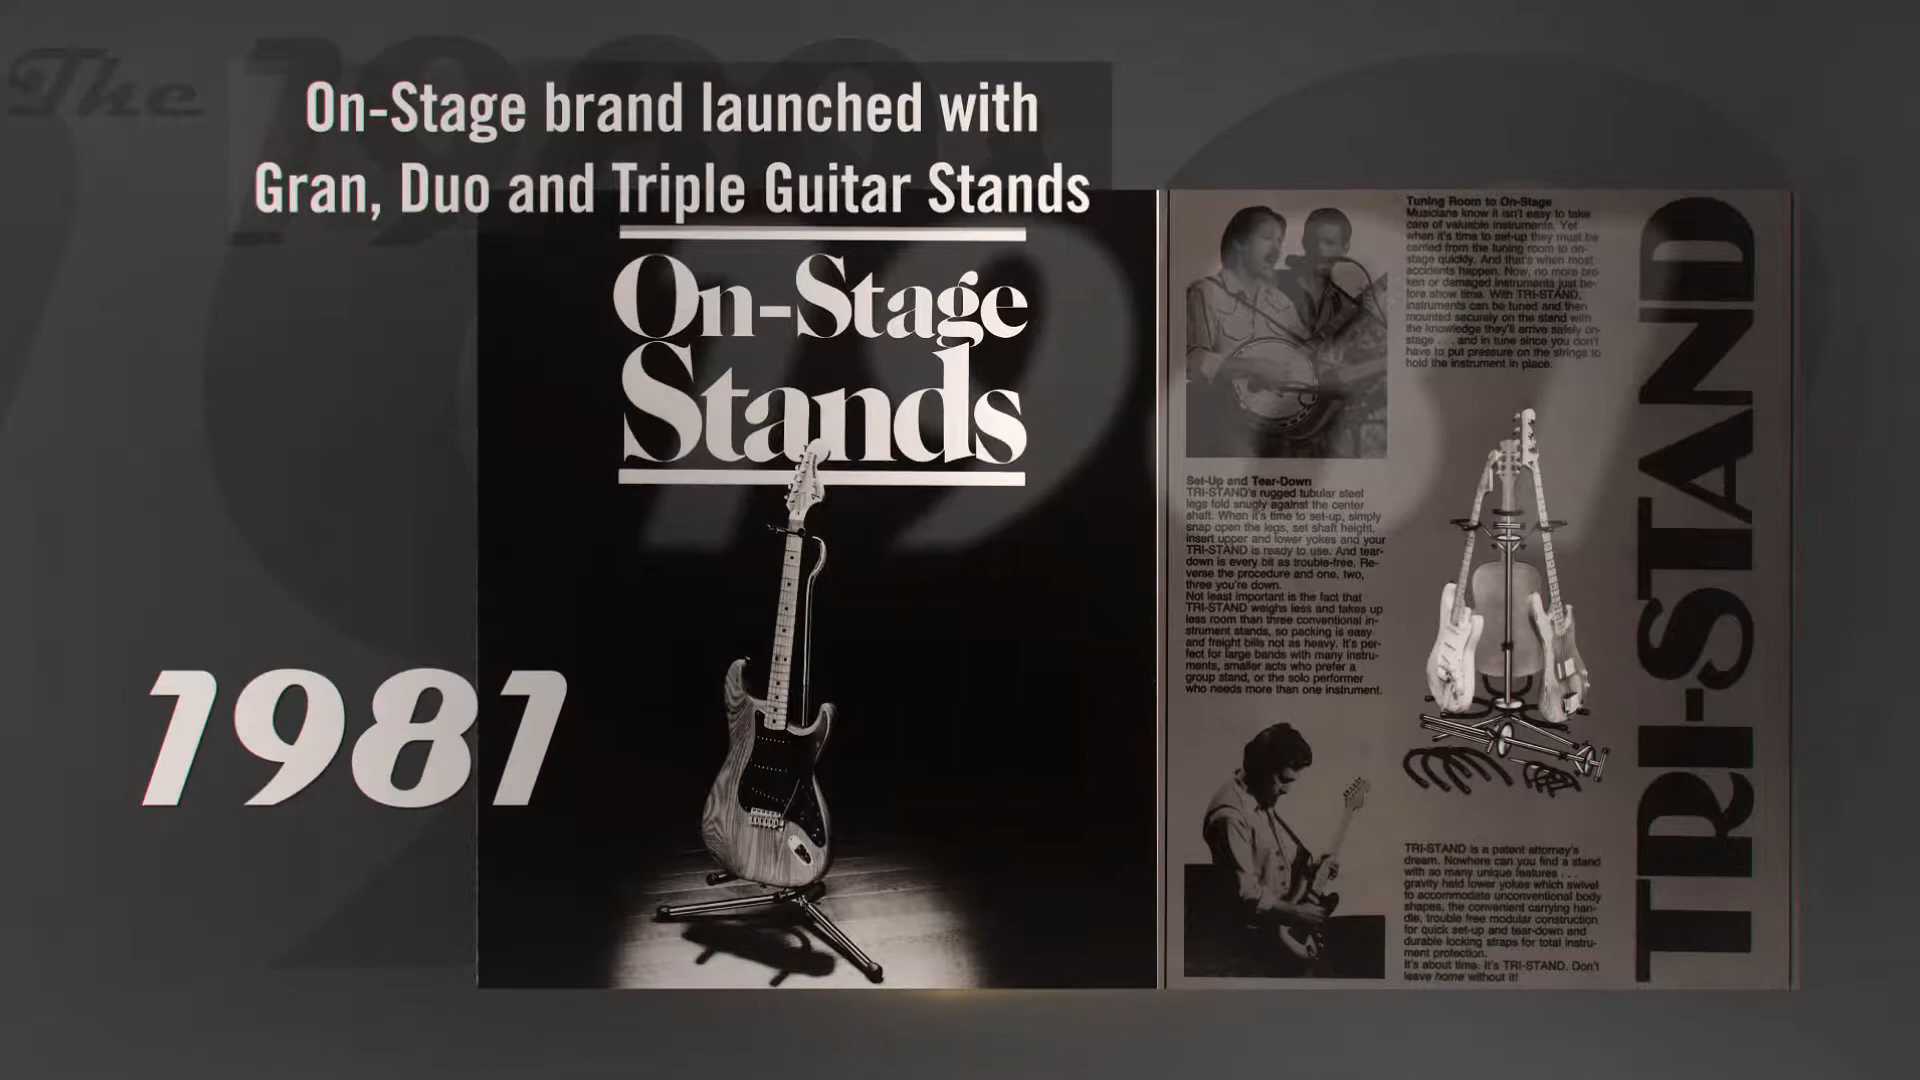 The 1980s
On-Stage brand launched with
Gran, Duo and Triple Guitar Stands
On-Stage
Stands
1981
Tuning Room to On-Stage
Musicians know it isn't easy to take
care of valuable instruments. Yet
when it's time to set-up they must be
carried from the tuning room to on-
stage quickly. And that's when most
accidents happen. Now, no more bro-
ken or damaged instruments just be-
fore show time. With TRI-STAND,
instruments can be tuned and then
mounted securely on the stand with
the knowledge they'll arrive safely on-
stage . . . and in tune since you don't
have to put pressure on the strings to
hold the instrument in place.
Set-Up and Tear-Down
TRI-STAND's rugged tubular steel
legs fold snugly against the center
shaft. When it's time to set-up, simply
snap open the legs, set shaft height,
insert upper and lower yokes and your
TRI-STAND is ready to use. And tear-
down is every bit as trouble-free. Re-
verse the procedure and one, two,
three you're down.
Not least important is the fact that
TRI-STAND weighs less and takes up
less room than three conventional in-
strument stands, so packing is easy
and freight bills not as heavy. It's per-
fect for large bands with many instru-
ments, smaller acts who prefer a
group stand, or the solo performer
who needs more than one instrument.
TRI-STAND is a patent attorney's
dream. Nowhere can you find a stand
with so many unique features . . .
gravity held lower yokes which swivel
to accommodate unconventional body
shapes, the convenient carrying han-
dle, trouble free modular construction
for quick set-up and tear-down and
durable locking straps for total instru-
ment protection.
It's about time. It's TRI-STAND. Don't
leave home without it!
TRI-STAND